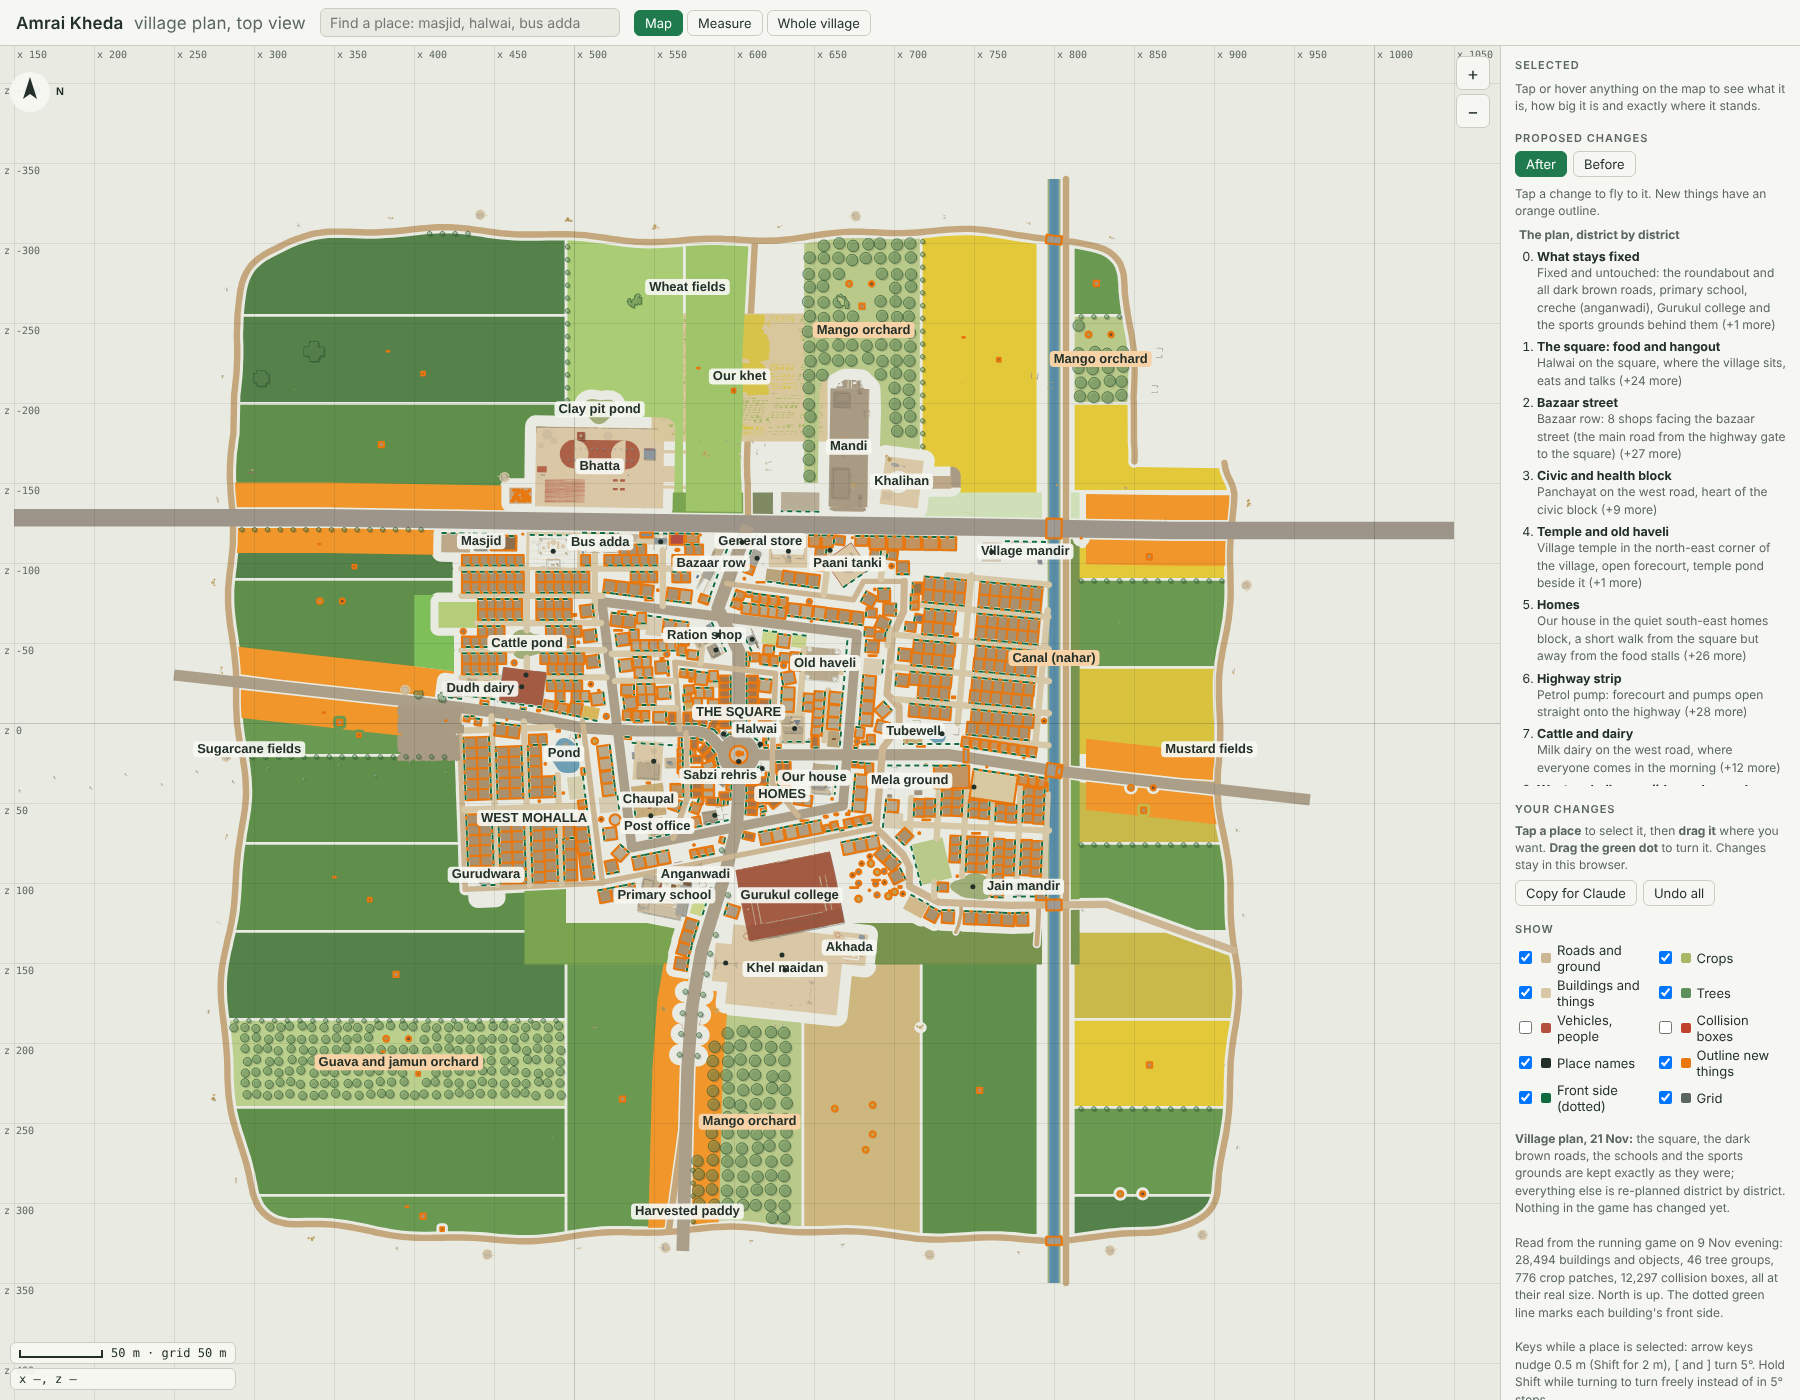 Amrai Kheda village plan, top view
Find a place: masjid, halwai, bus adda
Map Measure Whole village
x 150 x 200 x 250 x 300 x 350 x 400 x 450 x 500 x 550 x 600 x 650 x 700 x 750 x 800 x 850 x 900 x 950 x 1000 x 1050
N
+
−
z -350
z -300
z -250
z -200
z -150
z -100
z -50
z 0
z 50
z 100
z 150
z 200
z 250
z 300
z 350
Wheat fields
Mango orchard
Mango orchard
Our khet
Clay pit pond
Mandi
Bhatta
Khalihan
Masjid
Bus adda
General store
Village mandir
Bazaar row
Paani tanki
Ration shop
Cattle pond
Old haveli
Canal (nahar)
Dudh dairy
THE SQUARE
Halwai
Tubewell
Sugarcane fields
Pond
Mustard fields
Sabzi rehris
Our house
Mela ground
HOMES
Chaupal
WEST MOHALLA
Post office
Gurudwara
Anganwadi
Jain mandir
Primary school
Gurukul college
Akhada
Khel maidan
Guava and jamun orchard
Mango orchard
Harvested paddy
50 m · grid 50 m
x —, z —
SELECTED
Tap or hover anything on the map to see what it
is, how big it is and exactly where it stands.
PROPOSED CHANGES
After Before
Tap a change to fly to it. New things have an
orange outline.
The plan, district by district
0. What stays fixed
Fixed and untouched: the roundabout and
all dark brown roads, primary school,
creche (anganwadi), Gurukul college and
the sports grounds behind them (+1 more)
1. The square: food and hangout
Halwai on the square, where the village sits,
eats and talks (+24 more)
2. Bazaar street
Bazaar row: 8 shops facing the bazaar
street (the main road from the highway gate
to the square) (+27 more)
3. Civic and health block
Panchayat on the west road, heart of the
civic block (+9 more)
4. Temple and old haveli
Village temple in the north-east corner of
the village, open forecourt, temple pond
beside it (+1 more)
5. Homes
Our house in the quiet south-east homes
block, a short walk from the square but
away from the food stalls (+26 more)
6. Highway strip
Petrol pump: forecourt and pumps open
straight onto the highway (+28 more)
7. Cattle and dairy
Milk dairy on the west road, where
everyone comes in the morning (+12 more)
YOUR CHANGES
Tap a place to select it, then drag it where you
want. Drag the green dot to turn it. Changes
stay in this browser.
Copy for Claude Undo all
SHOW
Roads and ground
Crops
Buildings and things
Trees
Vehicles, people
Collision boxes
Place names
Outline new things
Front side (dotted)
Grid
Village plan, 21 Nov: the square, the dark
brown roads, the schools and the sports
grounds are kept exactly as they were;
everything else is re-planned district by district.
Nothing in the game has changed yet.
Read from the running game on 9 Nov evening:
28,494 buildings and objects, 46 tree groups,
776 crop patches, 12,297 collision boxes, all at
their real size. North is up. The dotted green
line marks each building's front side.
Keys while a place is selected: arrow keys
nudge 0.5 m (Shift for 2 m), [ and ] turn 5°. Hold
Shift while turning to turn freely instead of in 5°